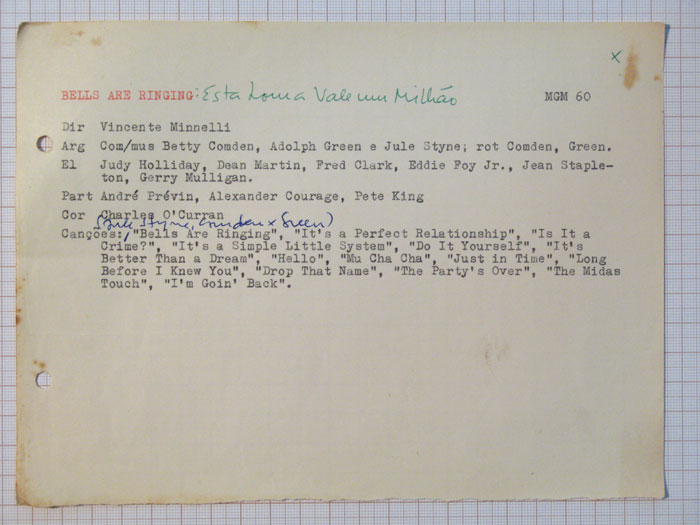 x
BELLS ARE RINGING: Esta Loura Vale um Milhão MGM 60
Dir Vincente Minnelli
Arg Com/mus Betty Comden, Adolph Green e Jule Styne; rot Comden, Green.
El Judy Holliday, Dean Martin, Fred Clark, Eddie Foy Jr., Jean Staple-
ton, Gerry Mulligan.
Part André Prévin, Alexander Courage, Pete King
Cor Charles O'Curran
(Jule Styne, Comden x Green)
Canções: "Bells Are Ringing", "It's a Perfect Relationship", "Is It a
Crime?", "It's a Simple Little System", "Do It Yourself", "It's
Better Than a Dream", "Hello", "Mu Cha Cha", "Just in Time", "Long
Before I Knew You", "Drop That Name", "The Party's Over", "The Midas
Touch", "I'm Goin' Back".